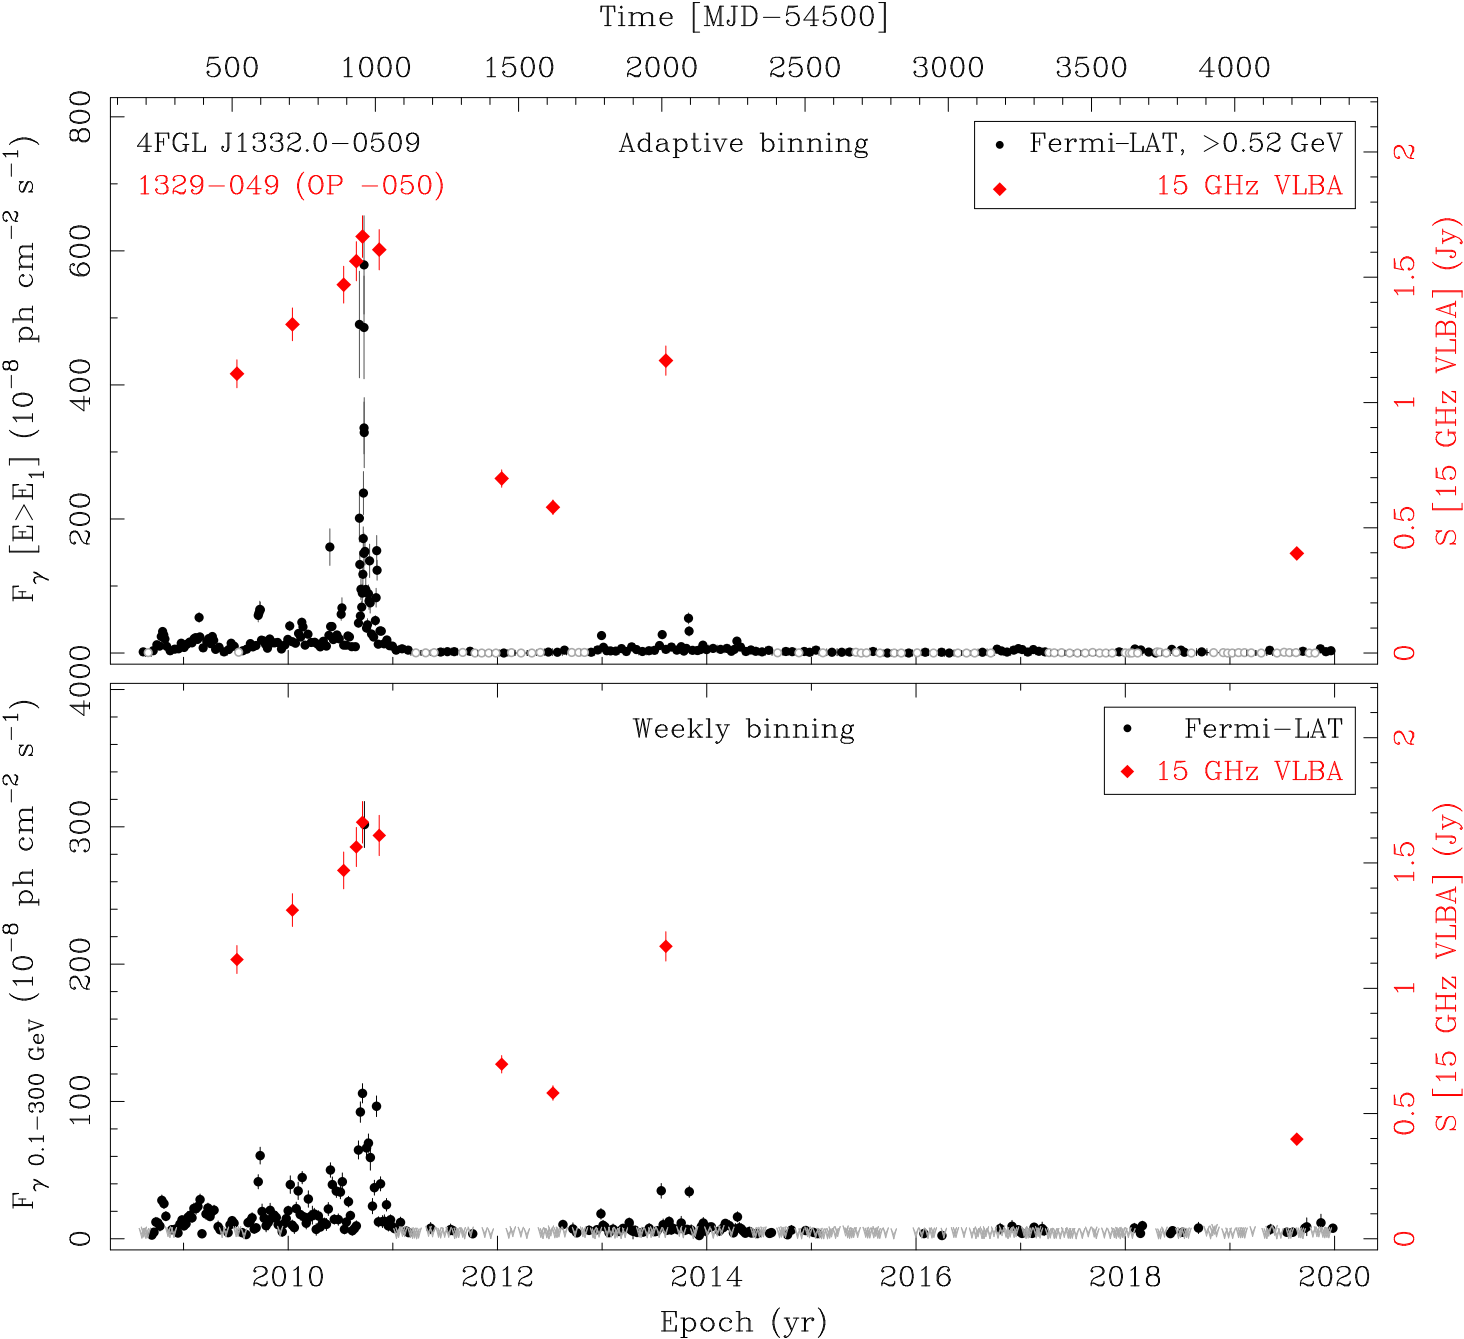 Time [MJD−54500]
500 1000 1500 2000 2500 3000 3500 4000
4FGL J1332.0−0509
1329−049 (OP −050)
Adaptive binning
Fermi−LAT, >0.52 GeV
15 GHz VLBA
F γ [E>E1] (10−8 ph cm−2 s−1)
0 200 400 600 800
S [15 GHz VLBA] (Jy)
0 0.5 1 1.5 2
Weekly binning
Fermi−LAT
15 GHz VLBA
F γ 0.1−300 GeV (10−8 ph cm−2 s−1)
0 100 200 300 400
S [15 GHz VLBA] (Jy)
0 0.5 1 1.5 2
2010 2012 2014 2016 2018 2020
Epoch (yr)